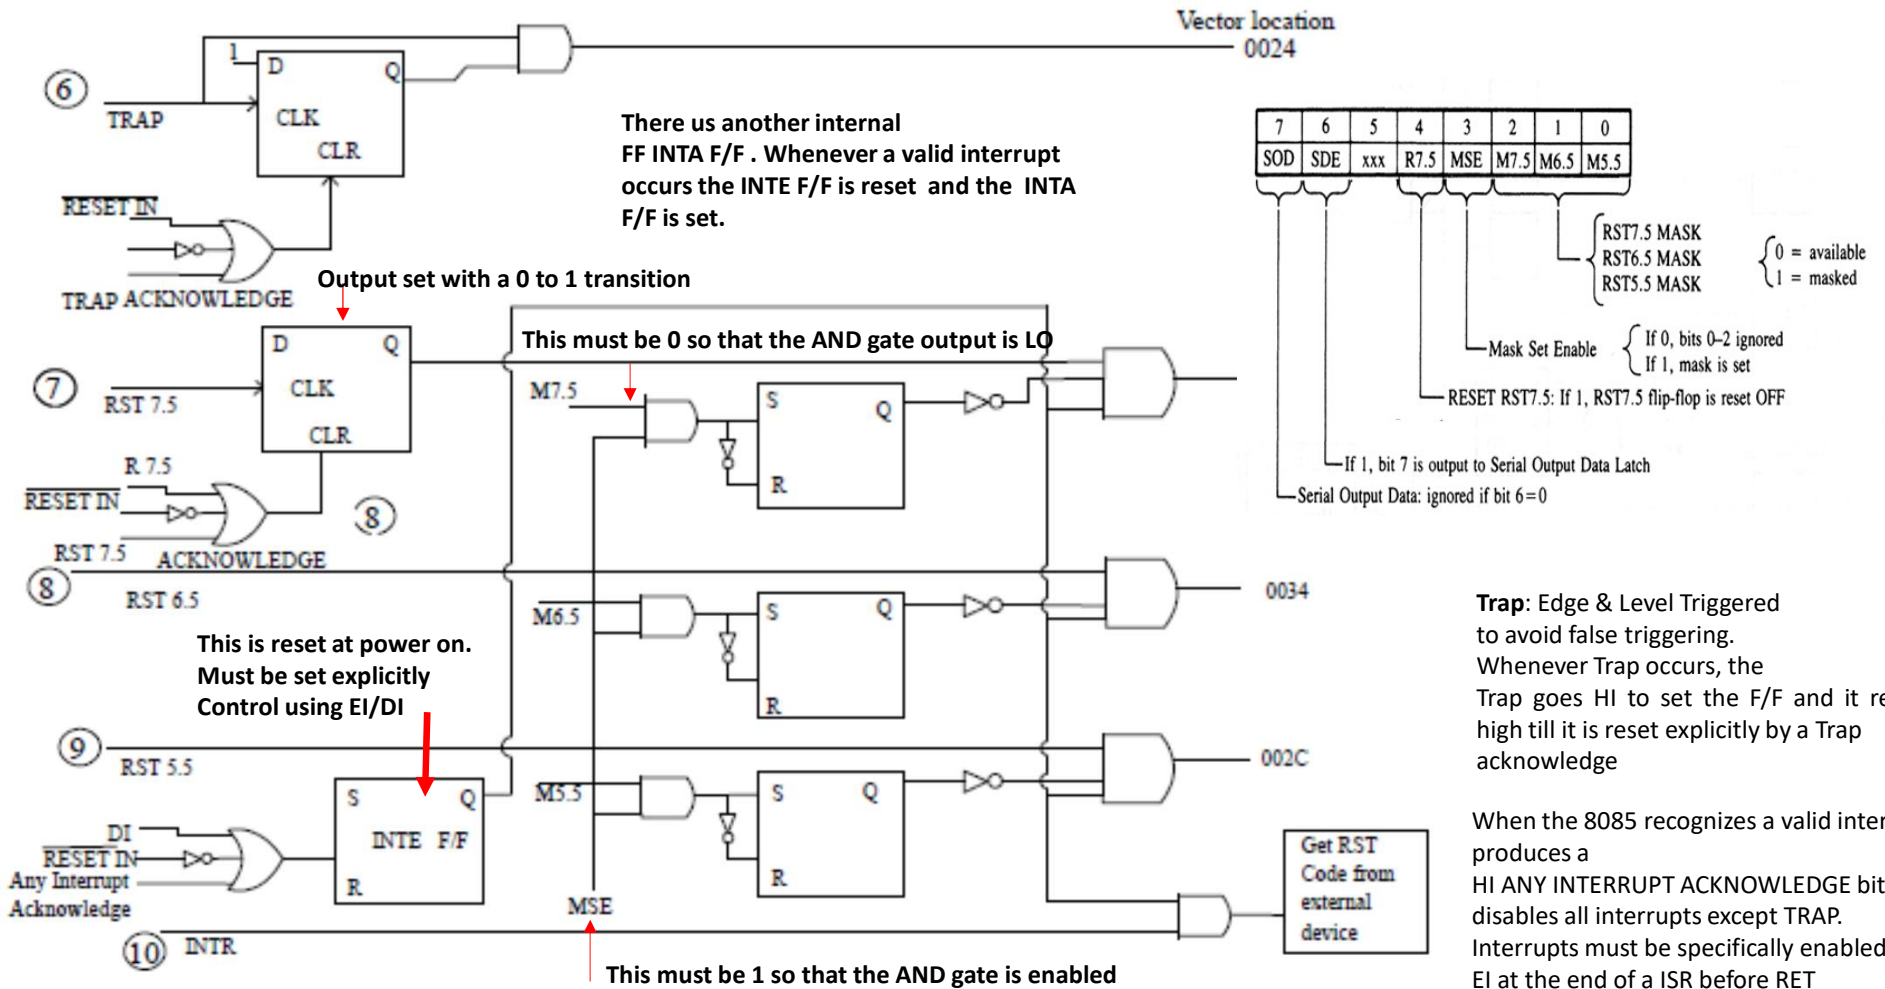 Vector location
0024
1
D
Q
6
TRAP
CLK
CLR
RESET IN
TRAP ACKNOWLEDGE
There us another internal
FF INTA F/F . Whenever a valid interrupt
occurs the INTE F/F is reset and the INTA
F/F is set.
7 6 5 4 3 2 1 0
SOD SDE xxx R7.5 MSE M7.5 M6.5 M5.5
RST7.5 MASK
RST6.5 MASK
RST5.5 MASK
0 = available
1 = masked
Mask Set Enable
If 0, bits 0–2 ignored
If 1, mask is set
RESET RST7.5: If 1, RST7.5 flip-flop is reset OFF
If 1, bit 7 is output to Serial Output Data Latch
Serial Output Data: ignored if bit 6=0
Output set with a 0 to 1 transition
This must be 0 so that the AND gate output is LO
D
Q
7
RST 7.5
CLK
CLR
M7.5
S
Q
R
R 7.5
RESET IN
8
RST 7.5
ACKNOWLEDGE
8
RST 6.5
0034
M6.5
S
Q
R
This is reset at power on.
Must be set explicitly
Control using EI/DI
9
RST 5.5
002C
M5.5
S
Q
R
S
Q
INTE F/F
R
DI
RESET IN
Any Interrupt
Acknowledge
MSE
10
INTR
Get RST
Code from
external
device
This must be 1 so that the AND gate is enabled
Trap: Edge & Level Triggered
to avoid false triggering.
Whenever Trap occurs, the
Trap goes HI to set the F/F and it re
high till it is reset explicitly by a Trap
acknowledge
When the 8085 recognizes a valid inter
produces a
HI ANY INTERRUPT ACKNOWLEDGE bit
disables all interrupts except TRAP.
Interrupts must be specifically enabled
EI at the end of a ISR before RET